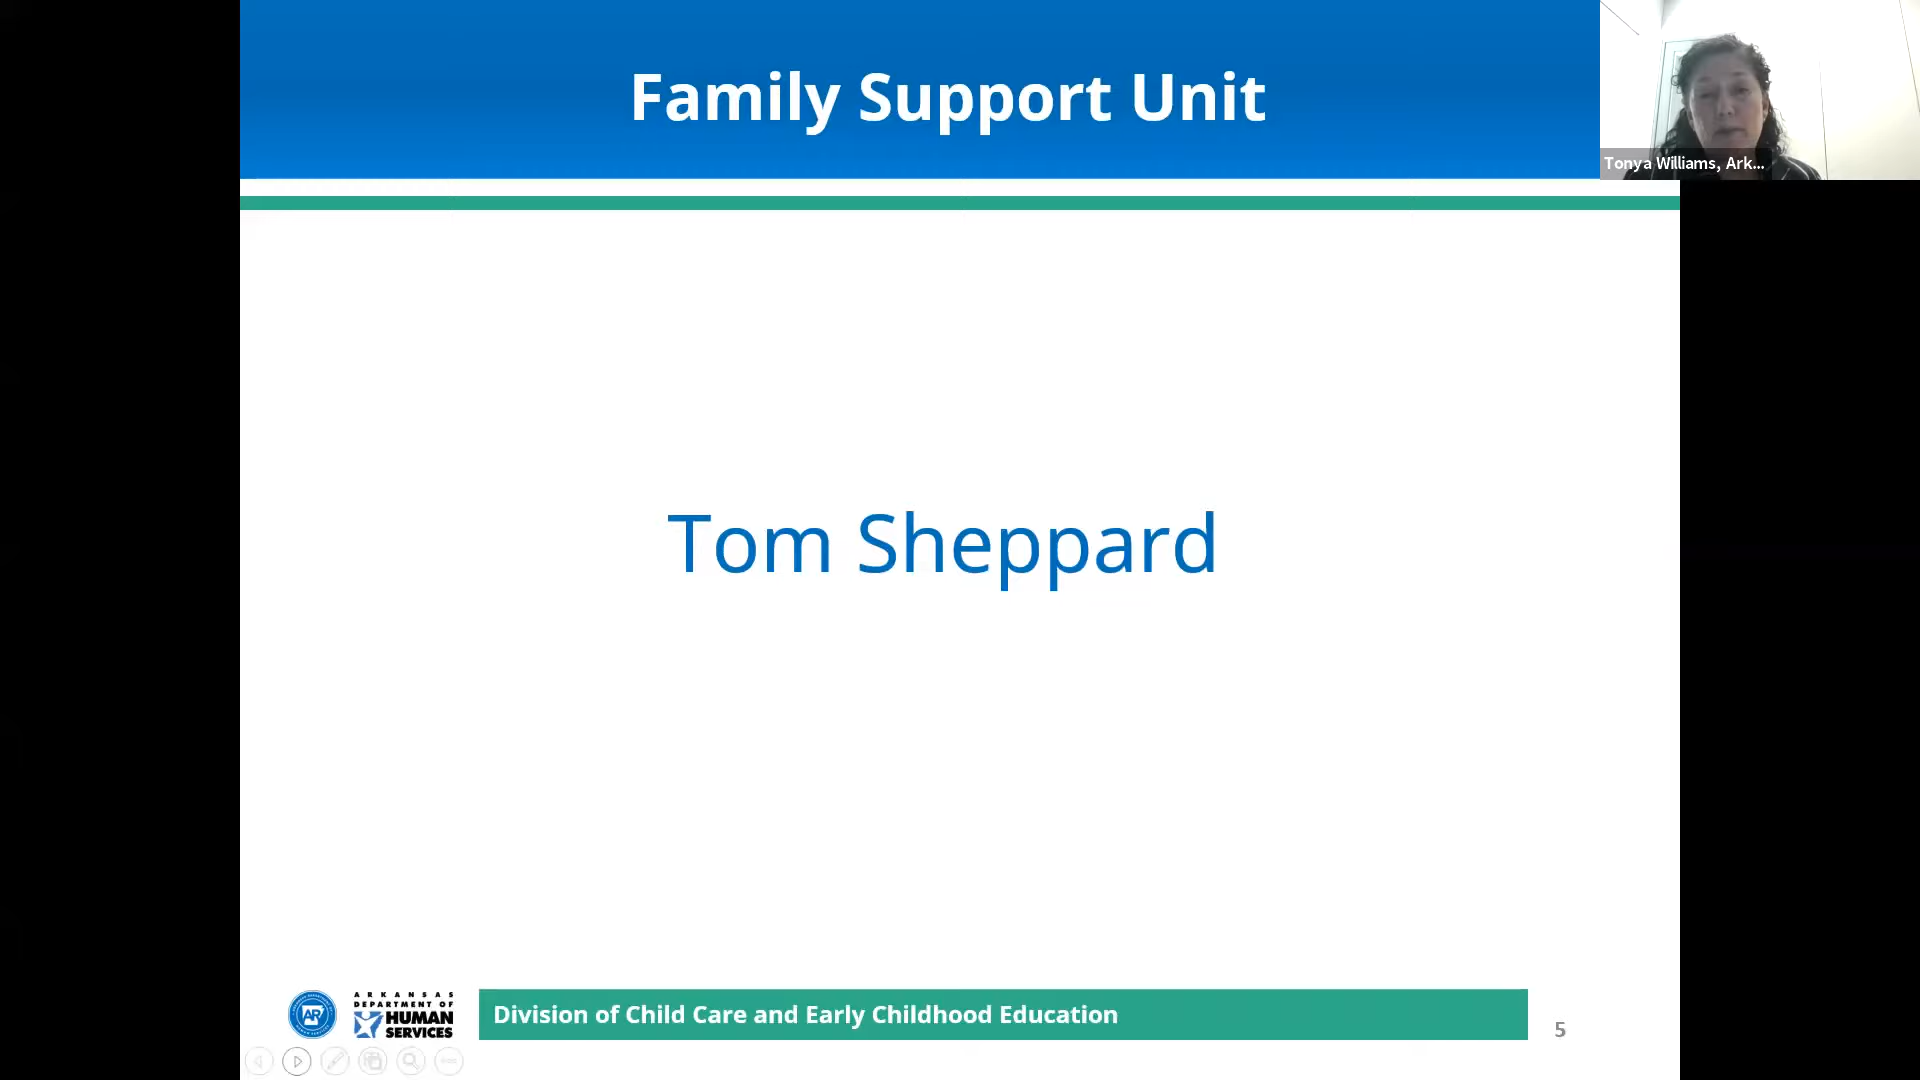 Family Support Unit
Tonya Williams, Ark...
Tom Sheppard
AR
ARKANSAS
DEPARTMENT OF
HUMAN
SERVICES
Division of Child Care and Early Childhood Education
5